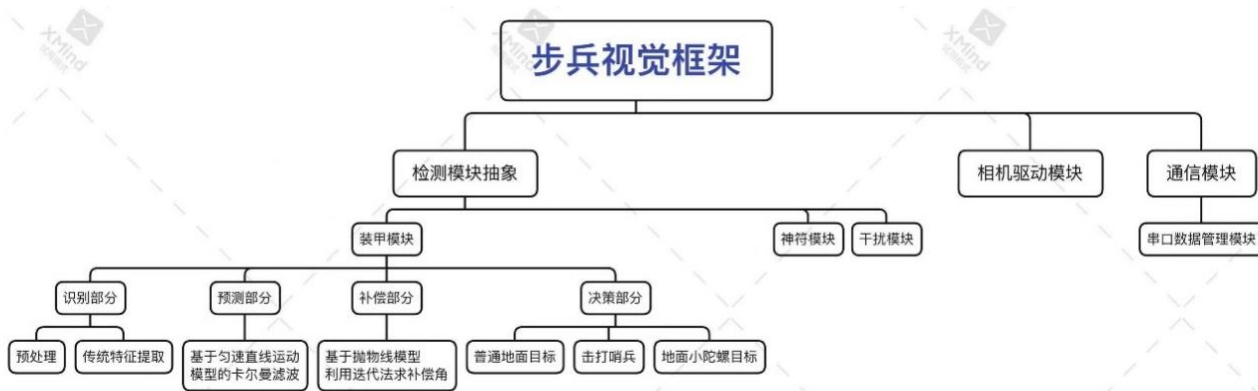 步兵视觉框架
检测模块抽象
相机驱动模块
通信模块
装甲模块
神符模块
干扰模块
串口数据管理模块
识别部分
预测部分
补偿部分
决策部分
预处理
传统特征提取
基于匀速直线运动
模型的卡尔曼滤波
基于抛物线模型
利用迭代法求补偿角
普通地面目标
击打哨兵
地面小陀螺目标
XMind
XMind
XMind